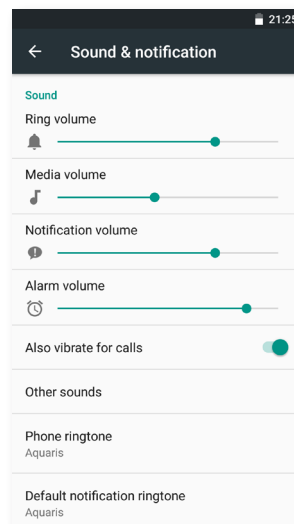 21:25
Sound & notification
Sound
Ring volume
Media volume
Notification volume
Alarm volume
Also vibrate for calls
Other sounds
Phone ringtone
Aquaris
Default notification ringtone
Aquaris